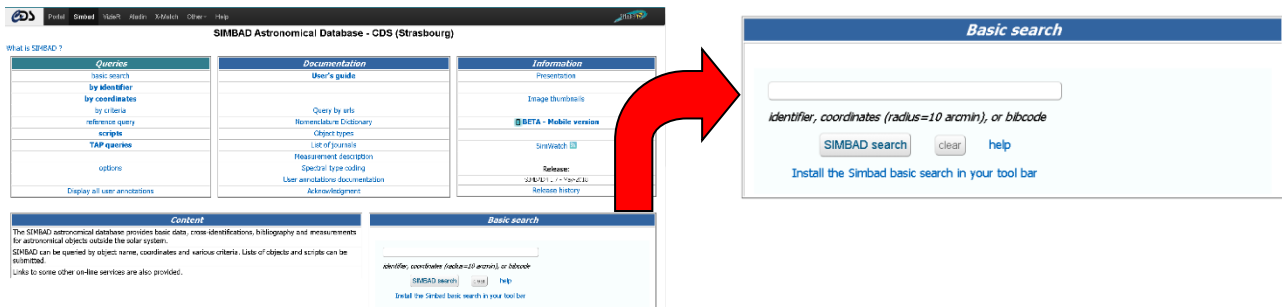 CDS Portal Simbad VizieR Aladin X-Match Other Help
SIMBAD Astronomical Database - CDS (Strasbourg)
What is SIMBAD ?
Queries
basic search
by identifier
by coordinates
by criteria
reference query
scripts
TAP queries
options
Display all user annotations
Documentation
User's guide
Query by urls
Nomenclature Dictionary
Object types
List of journals
Measurement description
Spectral type coding
User annotations documentation
Acknowledgment
Information
Presentation
Image thumbnails
BETA - Mobile version
SimWatch
Release:
Release history
Content
The SIMBAD astronomical database provides basic data, cross-identifications, bibliography and measurements
for astronomical objects outside the solar system.
SIMBAD can be queried by object name, coordinates and various criteria. Lists of objects and scripts can be
submitted.
Links to some other on-line services are also provided.
Basic search
identifier, coordinates (radius=10 arcmin), or bibcode
SIMBAD search clear help
Install the Simbad basic search in your tool bar
Basic search
identifier, coordinates (radius=10 arcmin), or bibcode
SIMBAD search clear help
Install the Simbad basic search in your tool bar